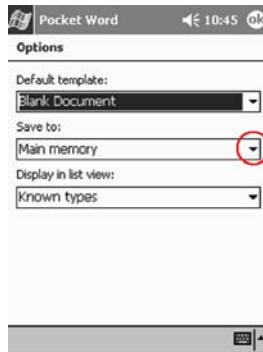 Pocket Word 10:45 ok
Options
Default template:
Blank Document
Save to:
Main memory
Display in list view:
Known types